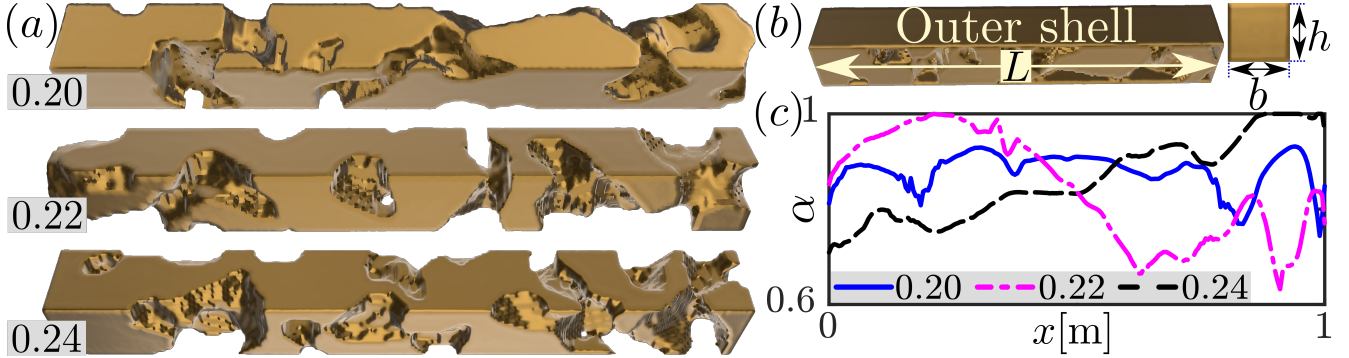 (a)
0.20
0.22
0.24
(b)
Outer shell
L
h
b
(c)
1
α
0.6
0.20 0.22 0.24
0 x[m] 1